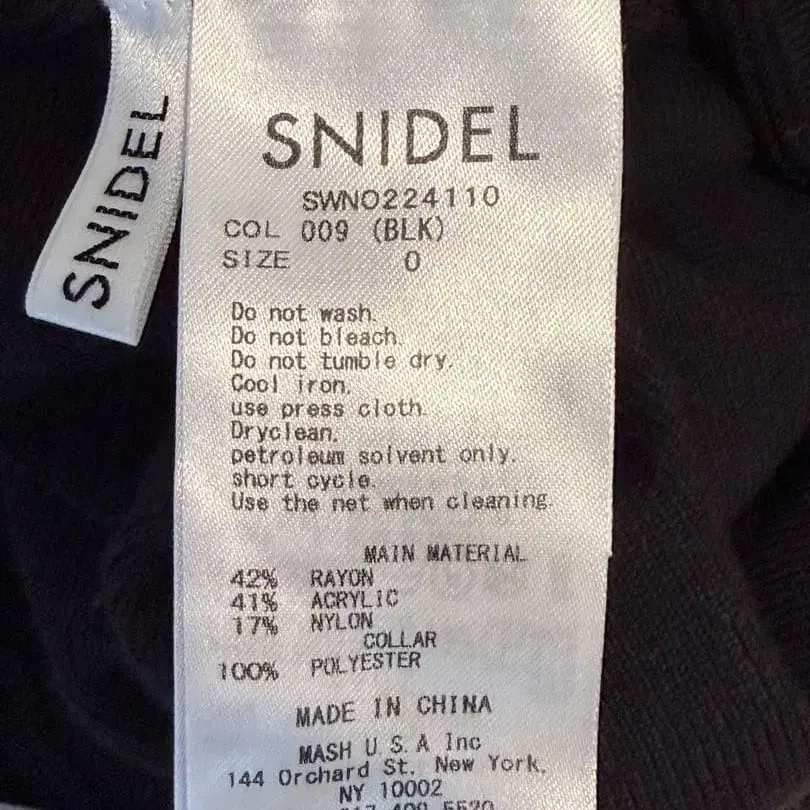 SNIDEL
SNIDEL
SWNO224110
COL 009 (BLK)
SIZE 0
Do not wash.
Do not bleach.
Do not tumble dry.
Cool iron.
use press cloth.
Dryclean.
petroleum solvent only.
short cycle.
Use the net when cleaning.
MAIN MATERIAL
42% RAYON
41% ACRYLIC
17% NYLON
COLLAR
100% POLYESTER
MADE IN CHINA
MASH U.S.A Inc
144 Orchard St. New York,
NY 10002